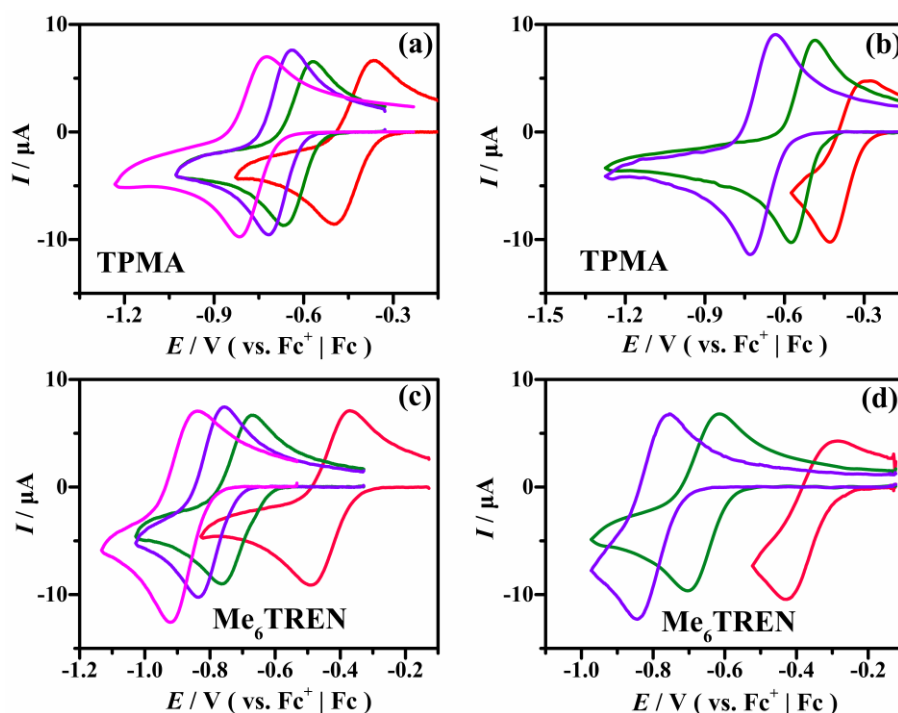 10
(a)
0
I / µA
-10
TPMA
-1.2 -0.9 -0.6 -0.3
E / V ( vs. Fc⁺ | Fc )
10
(b)
0
I / µA
-10
TPMA
-1.5 -1.2 -0.9 -0.6 -0.3
E / V ( vs. Fc⁺ | Fc )
10
(c)
0
I / µA
-10
Me₆TREN
-1.2 -1.0 -0.8 -0.6 -0.4 -0.2
E / V ( vs. Fc⁺ | Fc )
10
(d)
0
I / µA
-10
Me₆TREN
-1.0 -0.8 -0.6 -0.4 -0.2
E / V ( vs. Fc⁺ | Fc )